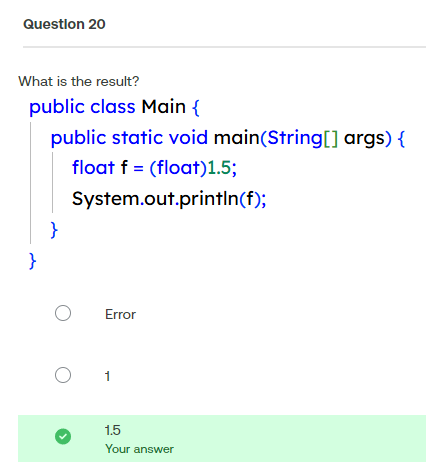 Question 20
What is the result?
public class Main {
public static void main(String[] args) {
float f = (float)1.5;
System.out.println(f);
}
}
Error
1
1.5
Your answer